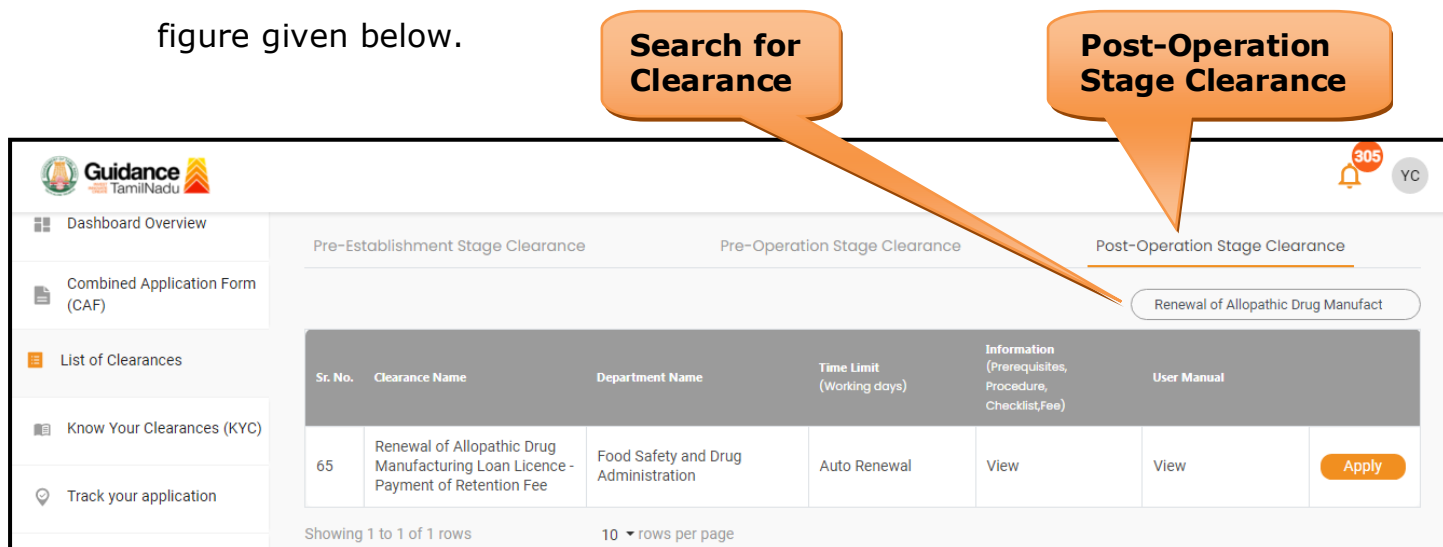 figure given below.
Search for
Clearance
Post-Operation
Stage Clearance
Guidance
TamilNadu
305
YC
Dashboard Overview
Combined Application Form
(CAF)
List of Clearances
Know Your Clearances (KYC)
Track your application
Pre-Establishment Stage Clearance
Pre-Operation Stage Clearance
Post-Operation Stage Clearance
Renewal of Allopathic Drug Manufact
Sr. No.
Clearance Name
Department Name
Time Limit
(Working days)
Information
(Prerequisites,
Procedure,
Checklist,Fee)
User Manual
65
Renewal of Allopathic Drug
Manufacturing Loan Licence -
Payment of Retention Fee
Food Safety and Drug
Administration
Auto Renewal
View
View
Apply
Showing 1 to 1 of 1 rows
10 rows per page